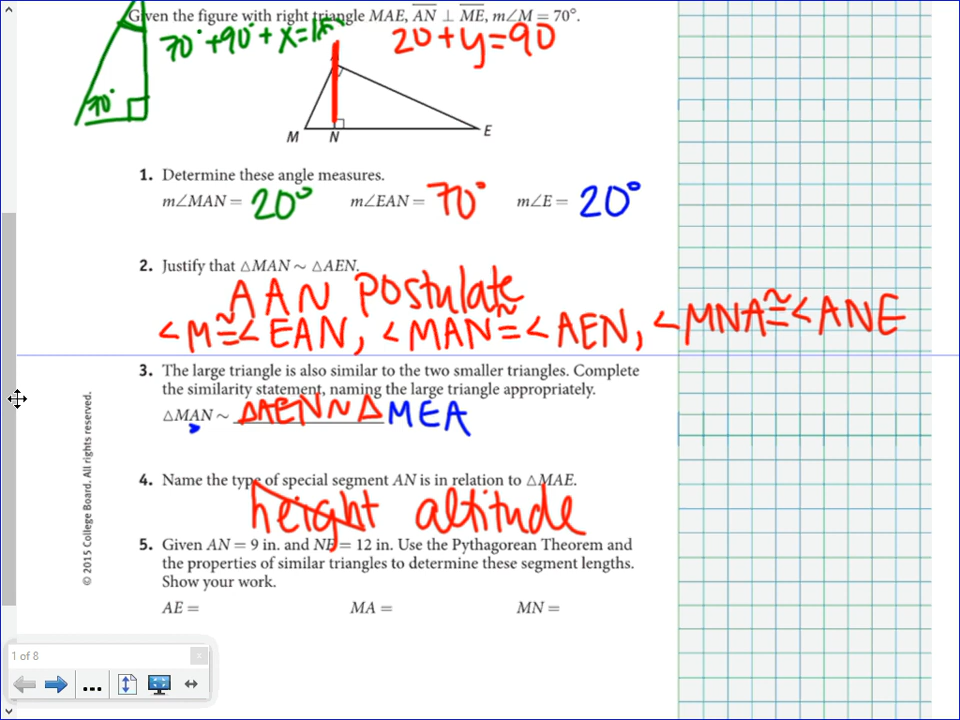 Given the figure with right triangle MAE, AN ⊥ ME, m∠M = 70°.
70° + 90° + x = 18
20 + y = 90
70°
M N E
1. Determine these angle measures.
m∠MAN = 20° m∠EAN = 70° m∠E = 20°
2. Justify that △MAN ~ △AEN.
AAN Postulate
<M≅<EAN, <MAN≅<AEN, <MNA≅<ANE
3. The large triangle is also similar to the two smaller triangles. Complete
the similarity statement, naming the large triangle appropriately.
△MAN ~ △AEN ~ △MEA
4. Name the type of special segment AN is in relation to △MAE.
height altitude
5. Given AN = 9 in. and NE = 12 in. Use the Pythagorean Theorem and
the properties of similar triangles to determine these segment lengths.
Show your work.
AE = MA = MN =
© 2015 College Board. All rights reserved.
1 of 8